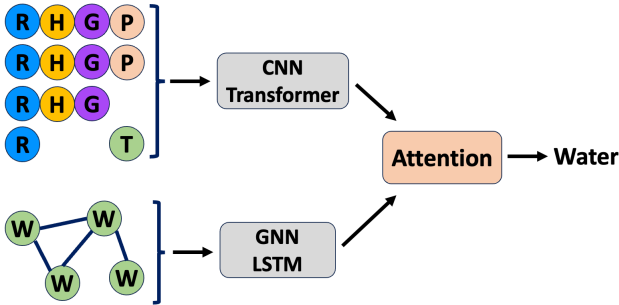 R H G P
R H G P
R H G
R T
CNN
Transformer
Attention
Water
W W
W W
GNN
LSTM